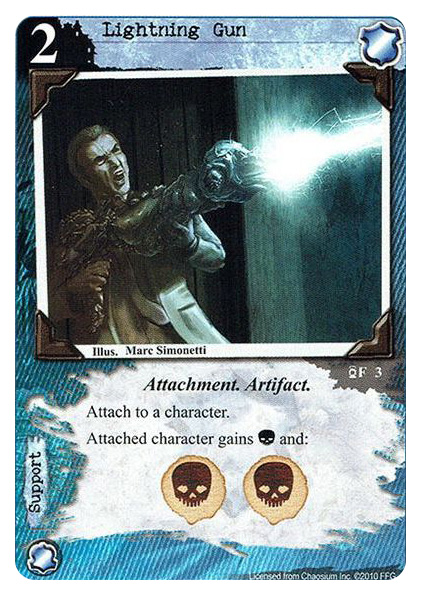 2
Lightning Gun
Illus. Marc Simonetti
F 3
Attachment. Artifact.
Attach to a character.
Attached character gains and:
Support
Licensed from Chaosium Inc. ©2010 FFG